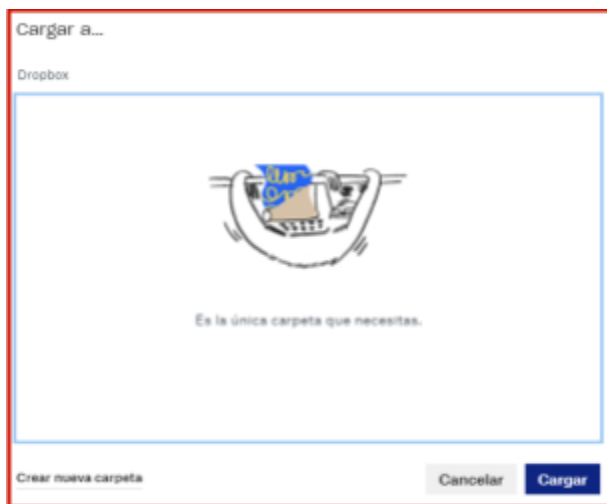 Cargar a...
Dropbox
Es la única carpeta que necesitas.
Crear nueva carpeta
Cancelar
Cargar